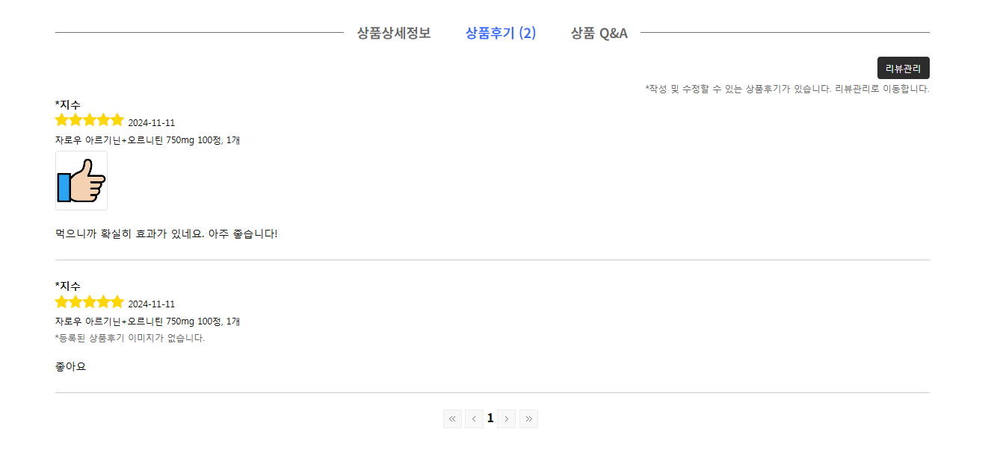 상품상세정보 상품후기 (2) 상품 Q&A
리뷰관리
*작성 및 수정할 수 있는 상품후기가 있습니다. 리뷰관리로 이동합니다.
*지수
2024-11-11
자로우 아르기닌+오르니틴 750mg 100정, 1개
먹으니까 확실히 효과가 있네요. 아주 좋습니다!
*지수
2024-11-11
자로우 아르기닌+오르니틴 750mg 100정, 1개
*등록된 상품후기 이미지가 없습니다.
좋아요
« ‹ 1 › »